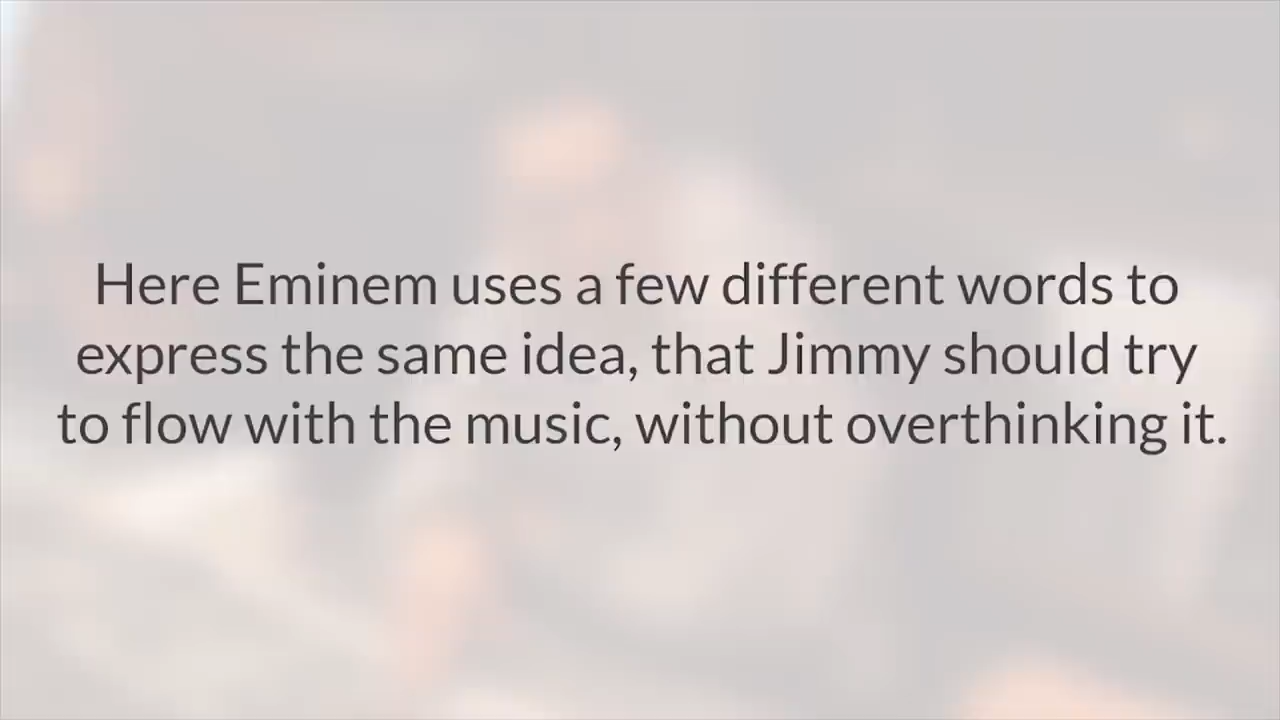 Here Eminem uses a few different words to
express the same idea, that Jimmy should try
to flow with the music, without overthinking it.